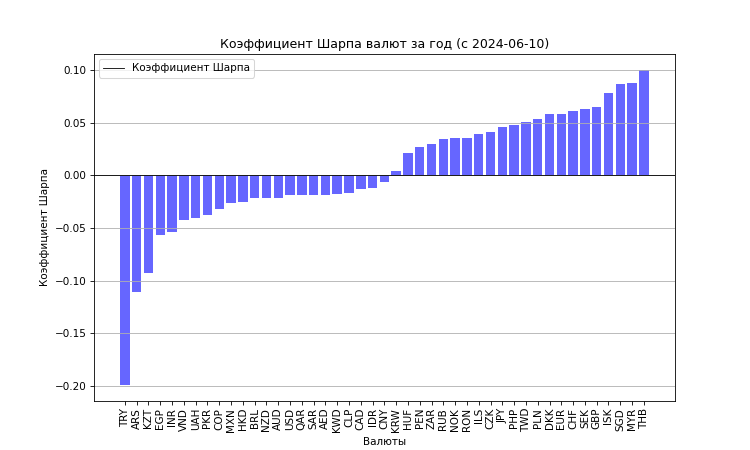 Коэффициент Шарпа валют за год (с 2024-06-10)
Коэффициент Шарпа
0.10
0.05
0.00
−0.05
−0.10
−0.15
−0.20
Коэффициент Шарпа
TRY ARS KZT EGP INR VND UAH PKR COP MXN HKD BRL NZD AUD USD QAR SAR AED KWD CLP CAD IDR CNY KRW HUF PEN ZAR RUB NOK RON ILS CZK JPY PHP TWD PLN DKK EUR CHF SEK GBP ISK SGD MYR THB
Валюты